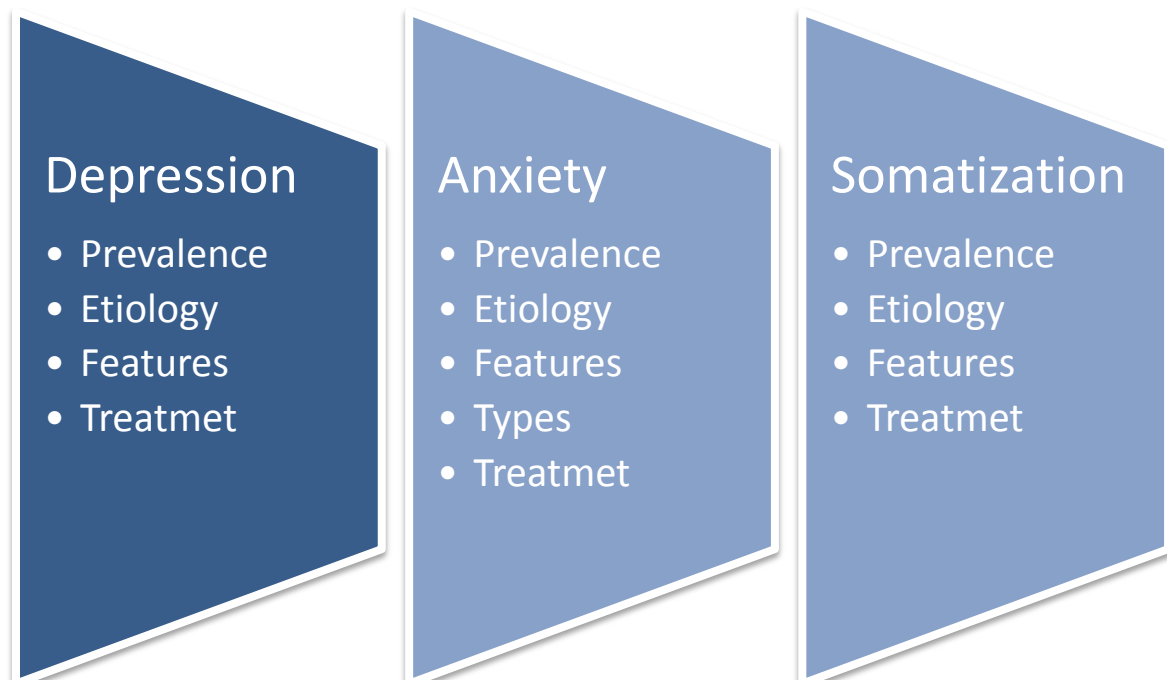 Depression
• Prevalence
• Etiology
• Features
• Treatmet
Anxiety
• Prevalence
• Etiology
• Features
• Types
• Treatmet
Somatization
• Prevalence
• Etiology
• Features
• Treatmet